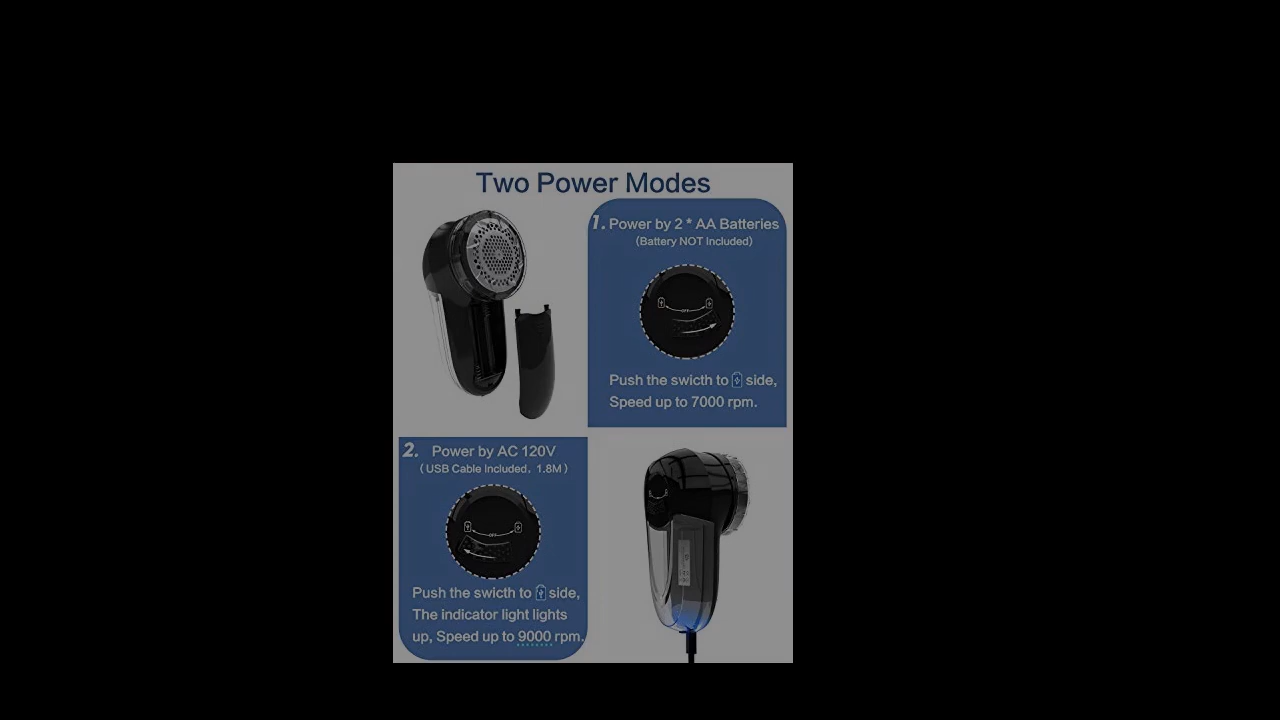 Two Power Modes
1. Power by 2 * AA Batteries
(Battery NOT Included)
OFF
Push the swicth to side,
Speed up to 7000 rpm.
2. Power by AC 120V
( USB Cable Included, 1.8M )
OFF
Push the swicth to side,
The indicator light lights
up, Speed up to 9000 rpm.